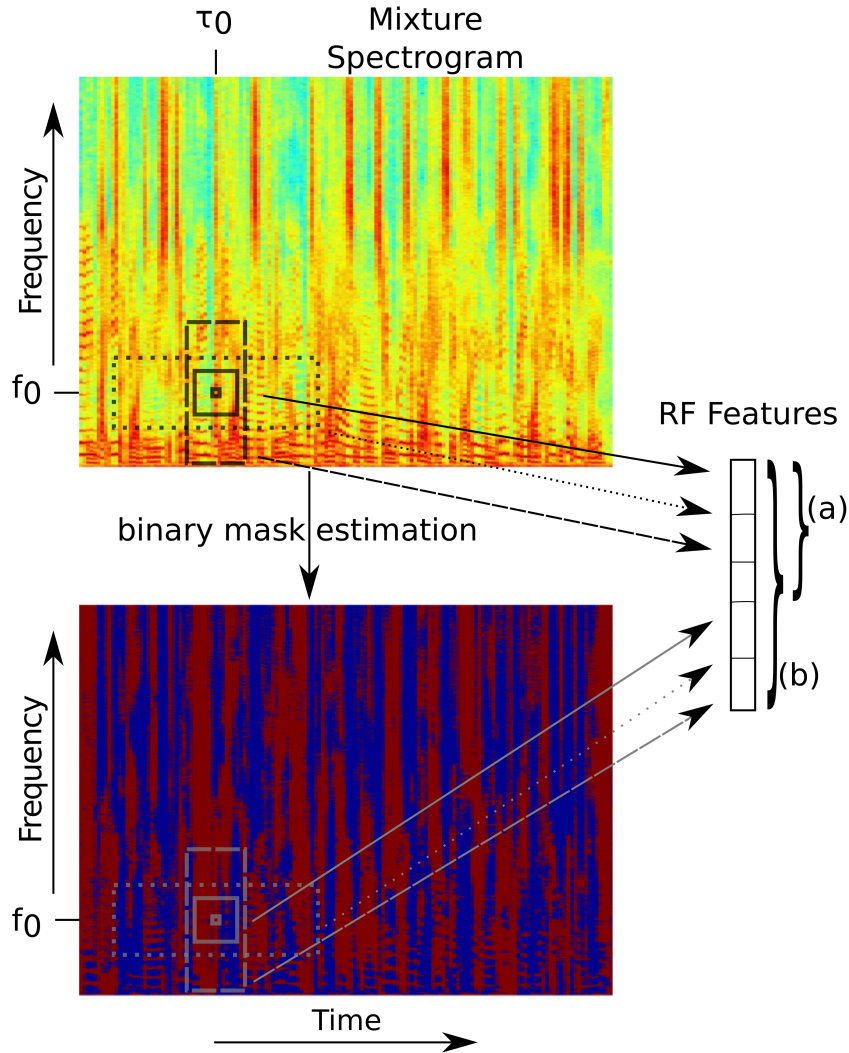 τ0
Mixture
Spectrogram
Frequency
f0
RF Features
(a)
binary mask estimation
(b)
Frequency
f0
Time